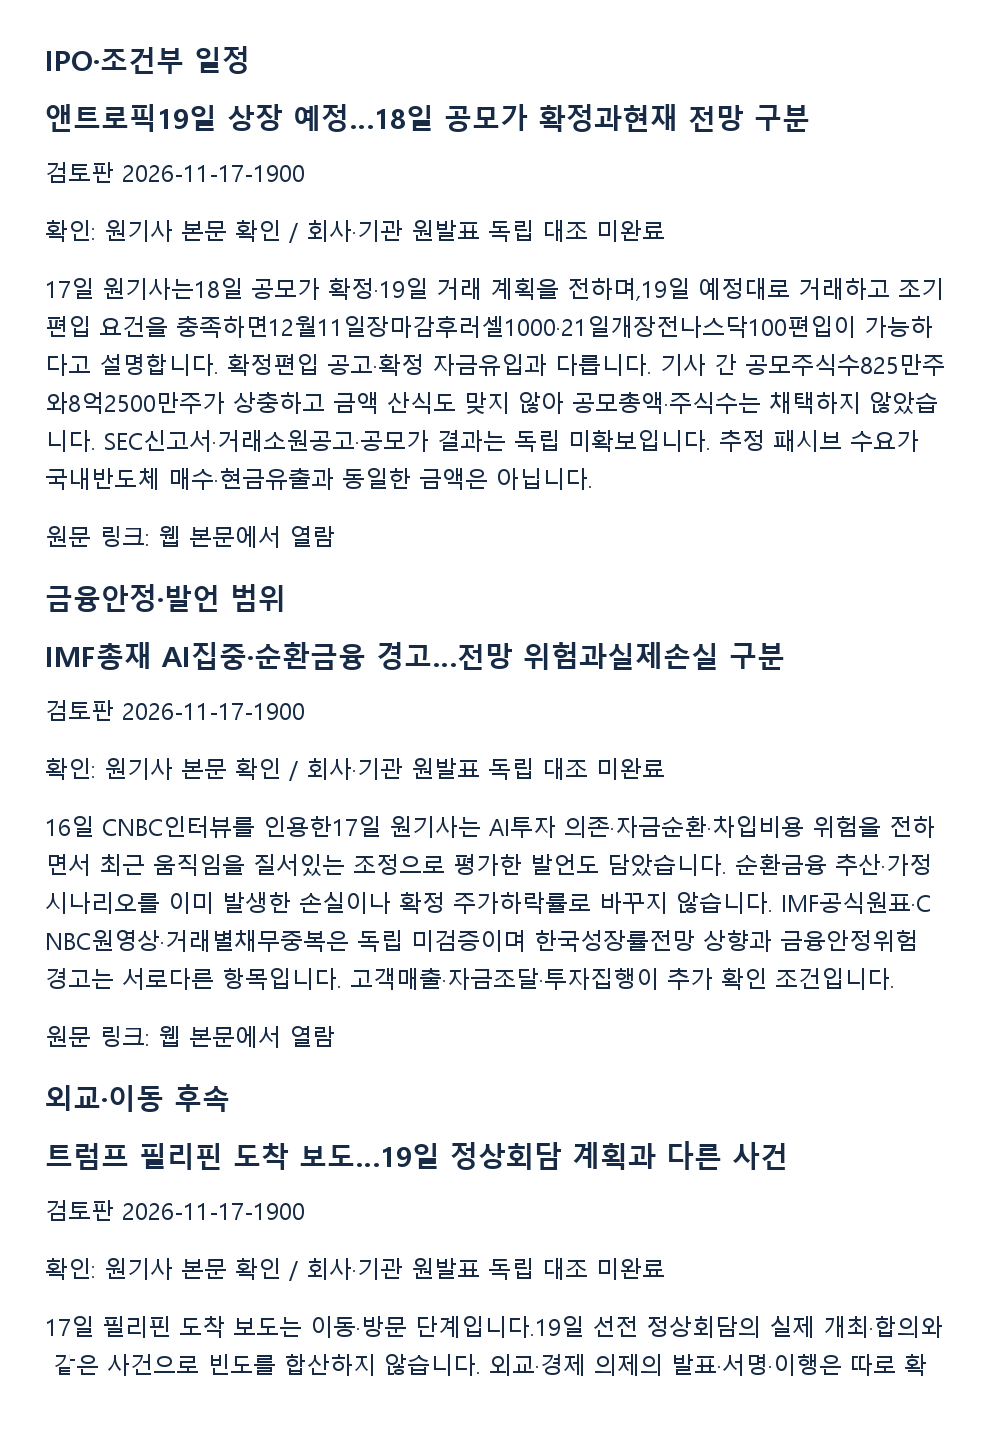 IPO·조건부 일정
앤트로픽19일 상장 예정...18일 공모가 확정과현재 전망 구분
검토판 2026-11-17-1900
확인: 원기사 본문 확인 / 회사·기관 원발표 독립 대조 미완료
17일 원기사는18일 공모가 확정·19일 거래 계획을 전하며,19일 예정대로 거래하고 조기
편입 요건을 충족하면12월11일장마감후러셀1000·21일개장전나스닥100편입이 가능하
다고 설명합니다. 확정편입 공고·확정 자금유입과 다릅니다. 기사 간 공모주식수825만주
와8억2500만주가 상충하고 금액 산식도 맞지 않아 공모총액·주식수는 채택하지 않았습
니다. SEC신고서·거래소원공고·공모가 결과는 독립 미확보입니다. 추정 패시브 수요가
국내반도체 매수·현금유출과 동일한 금액은 아닙니다.
원문 링크: 웹 본문에서 열람
금융안정·발언 범위
IMF총재 AI집중·순환금융 경고...전망 위험과실제손실 구분
검토판 2026-11-17-1900
확인: 원기사 본문 확인 / 회사·기관 원발표 독립 대조 미완료
16일 CNBC인터뷰를 인용한17일 원기사는 AI투자 의존·자금순환·차입비용 위험을 전하
면서 최근 움직임을 질서있는 조정으로 평가한 발언도 담았습니다. 순환금융 추산·가정
시나리오를 이미 발생한 손실이나 확정 주가하락률로 바꾸지 않습니다. IMF공식원표·C
NBC원영상·거래별채무중복은 독립 미검증이며 한국성장률전망 상향과 금융안정위험
경고는 서로다른 항목입니다. 고객매출·자금조달·투자집행이 추가 확인 조건입니다.
원문 링크: 웹 본문에서 열람
외교·이동 후속
트럼프 필리핀 도착 보도...19일 정상회담 계획과 다른 사건
검토판 2026-11-17-1900
확인: 원기사 본문 확인 / 회사·기관 원발표 독립 대조 미완료
17일 필리핀 도착 보도는 이동·방문 단계입니다.19일 선전 정상회담의 실제 개최·합의와
같은 사건으로 빈도를 합산하지 않습니다. 외교·경제 의제의 발표·서명·이행은 따로 확